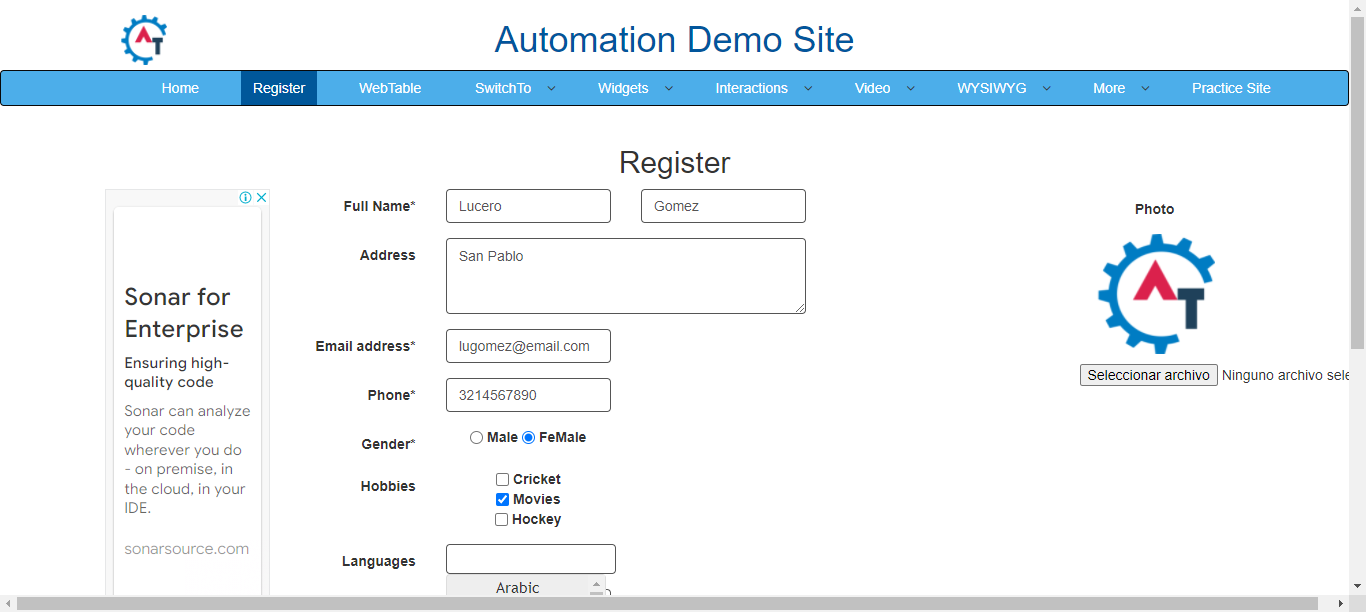 AT
Automation Demo Site
Home Register WebTable SwitchTo Widgets Interactions Video WYSIWYG More Practice Site
Register
Full Name* Lucero Gomez
Address San Pablo
Email address* lugomez@email.com
Phone* 3214567890
Gender* Male FeMale
Hobbies Cricket
Movies
Hockey
Languages
Arabic
Photo
AT
Seleccionar archivo Ninguno archivo sele
Sonar for
Enterprise
Ensuring high-
quality code
Sonar can analyze
your code
wherever you do
- on premise, in
the cloud, in your
IDE.
sonarsource.com